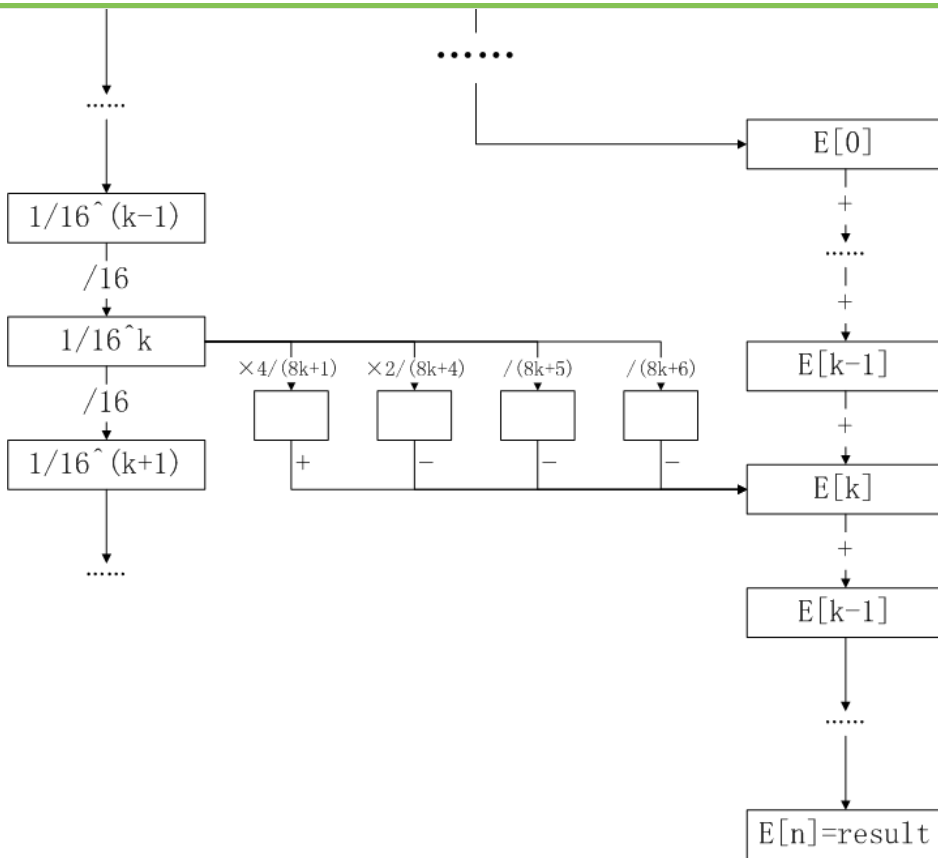 ······
······
E[0]
+
1/16^(k-1)
······
/16
+
1/16^k
E[k-1]
×4/(8k+1)
×2/(8k+4)
/(8k+5)
/(8k+6)
/16
+
1/16^(k+1)
+
−
−
−
E[k]
+
······
E[k-1]
······
E[n]=result